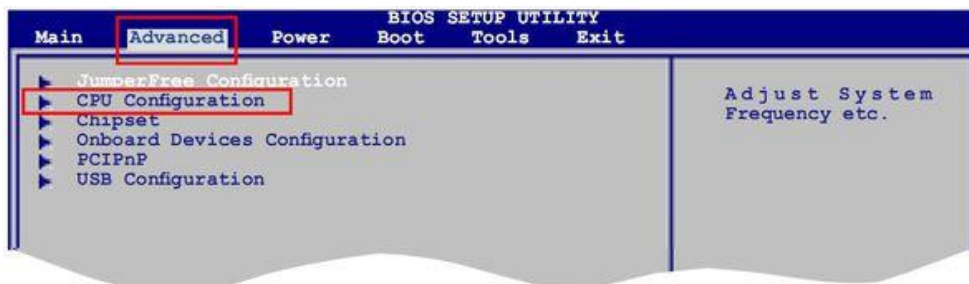 BIOS SETUP UTILITY
Main Advanced Power Boot Tools Exit
JumperFree Configuration
CPU Configuration
Chipset
Onboard Devices Configuration
PCIPnP
USB Configuration
Adjust System
Frequency etc.